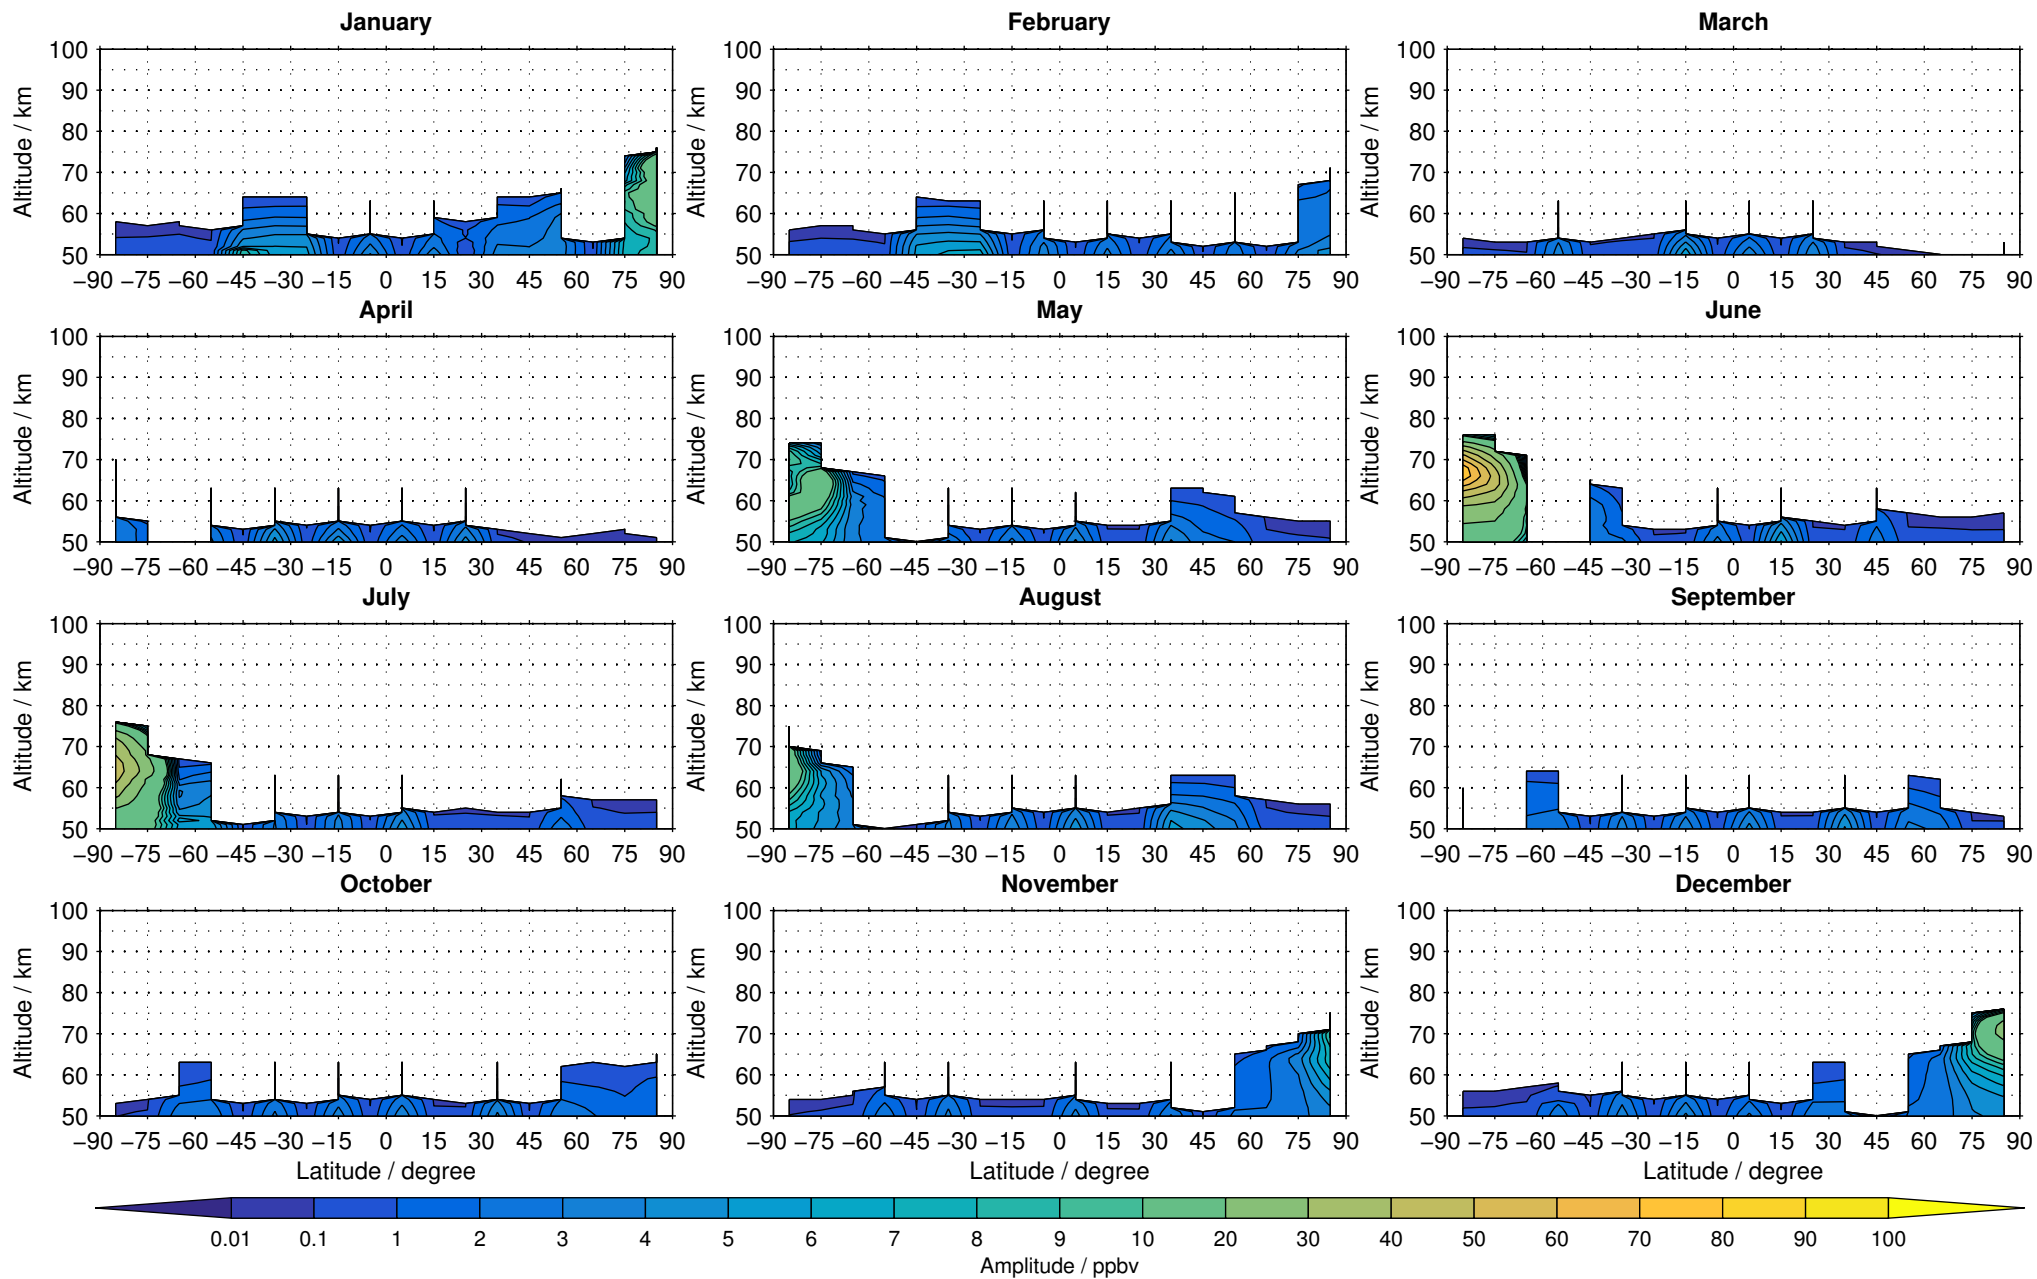 January February March
100 100 100
90 90 90
80 80 80
70 70 70
60 60 60
50 50 50
Altitude / km Altitude / km Altitude / km
−90 −75 −60 −45 −30 −15 0 15 30 45 60 75 90 −90 −75 −60 −45 −30 −15 0 15 30 45 60 75 90 −90 −75 −60 −45 −30 −15 0 15 30 45 60 75 90
April May June
100 100 100
90 90 90
80 80 80
70 70 70
60 60 60
50 50 50
Altitude / km Altitude / km Altitude / km
−90 −75 −60 −45 −30 −15 0 15 30 45 60 75 90 −90 −75 −60 −45 −30 −15 0 15 30 45 60 75 90 −90 −75 −60 −45 −30 −15 0 15 30 45 60 75 90
July August September
100 100 100
90 90 90
80 80 80
70 70 70
60 60 60
50 50 50
Altitude / km Altitude / km Altitude / km
−90 −75 −60 −45 −30 −15 0 15 30 45 60 75 90 −90 −75 −60 −45 −30 −15 0 15 30 45 60 75 90 −90 −75 −60 −45 −30 −15 0 15 30 45 60 75 90
October November December
100 100 100
90 90 90
80 80 80
70 70 70
60 60 60
50 50 50
Altitude / km Altitude / km Altitude / km
−90 −75 −60 −45 −30 −15 0 15 30 45 60 75 90 −90 −75 −60 −45 −30 −15 0 15 30 45 60 75 90 −90 −75 −60 −45 −30 −15 0 15 30 45 60 75 90
Latitude / degree Latitude / degree Latitude / degree
0.01 0.1 1 2 3 4 5 6 7 8 9 10 20 30 40 50 60 70 80 90 100
Amplitude / ppbv